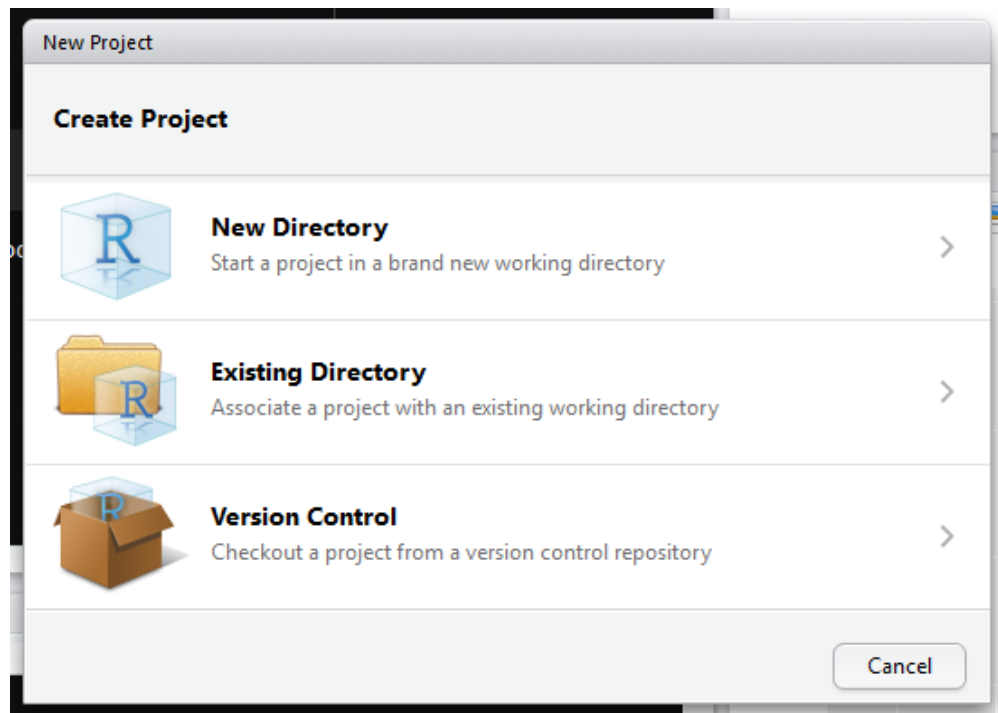 New Project
Create Project
R
New Directory
Start a project in a brand new working directory
R
Existing Directory
Associate a project with an existing working directory
R
Version Control
Checkout a project from a version control repository
Cancel